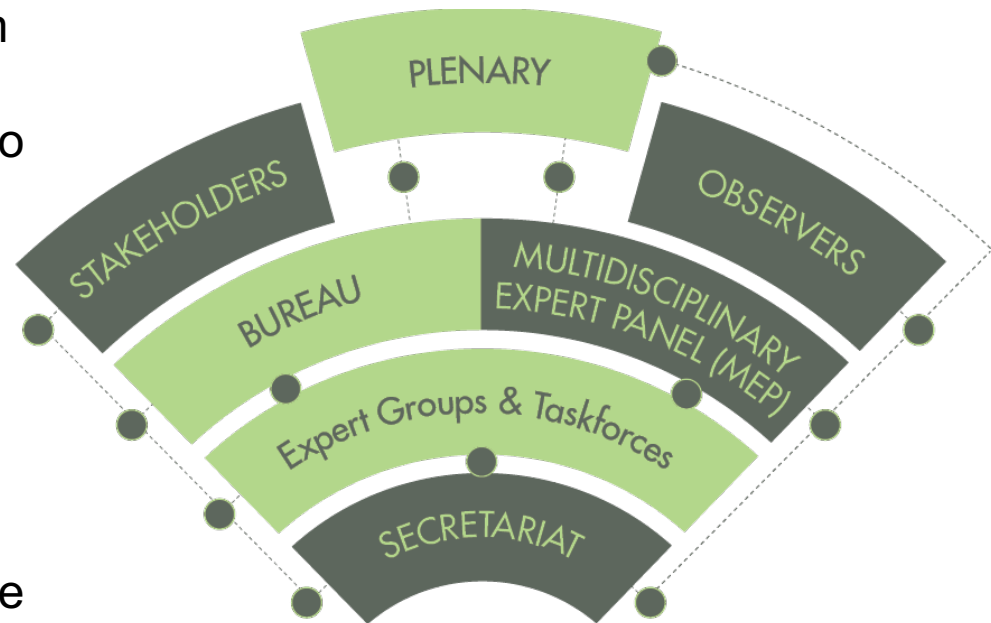 n
PLENARY
o
STAKEHOLDERS
OBSERVERS
BUREAU
MULTIDISCIPLINARY
EXPERT PANEL (MEP)
Expert Groups & Taskforces
SECRETARIAT
e